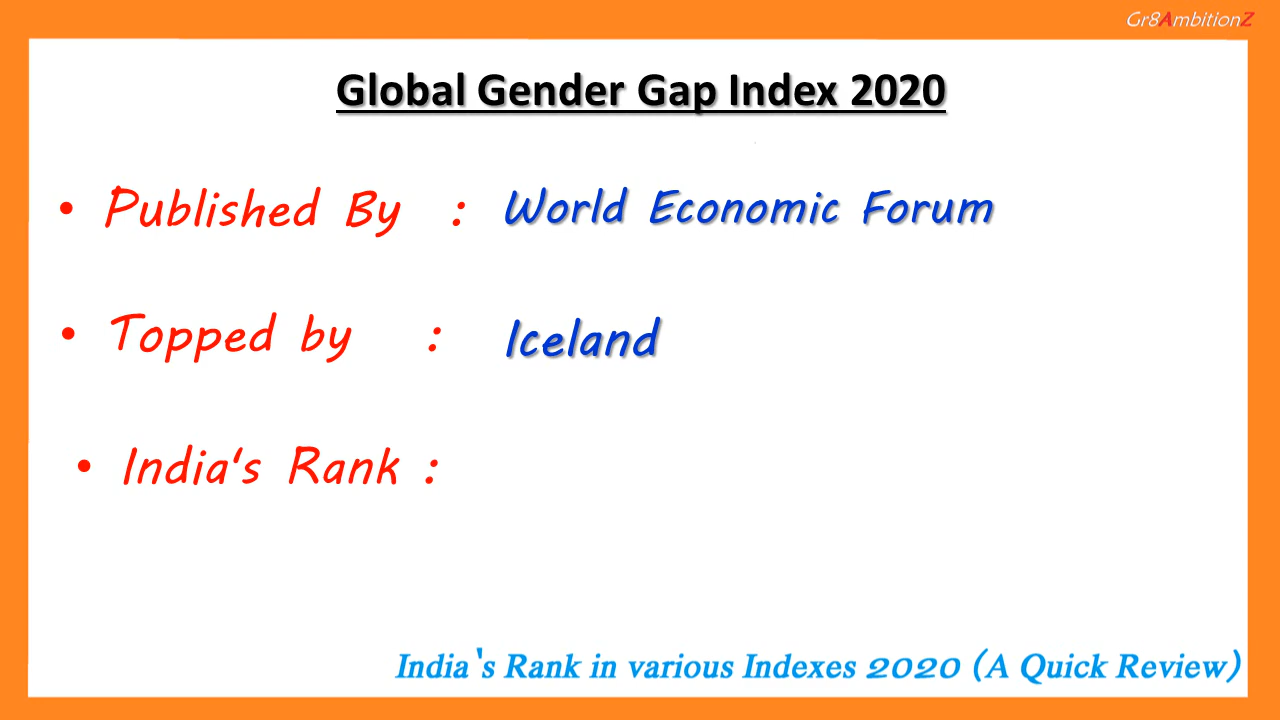 Gr8AmbitionZ
Global Gender Gap Index 2020
• Published By : World Economic Forum
• Topped by : Iceland
• India's Rank :
India's Rank in various Indexes 2020 (A Quick Review)